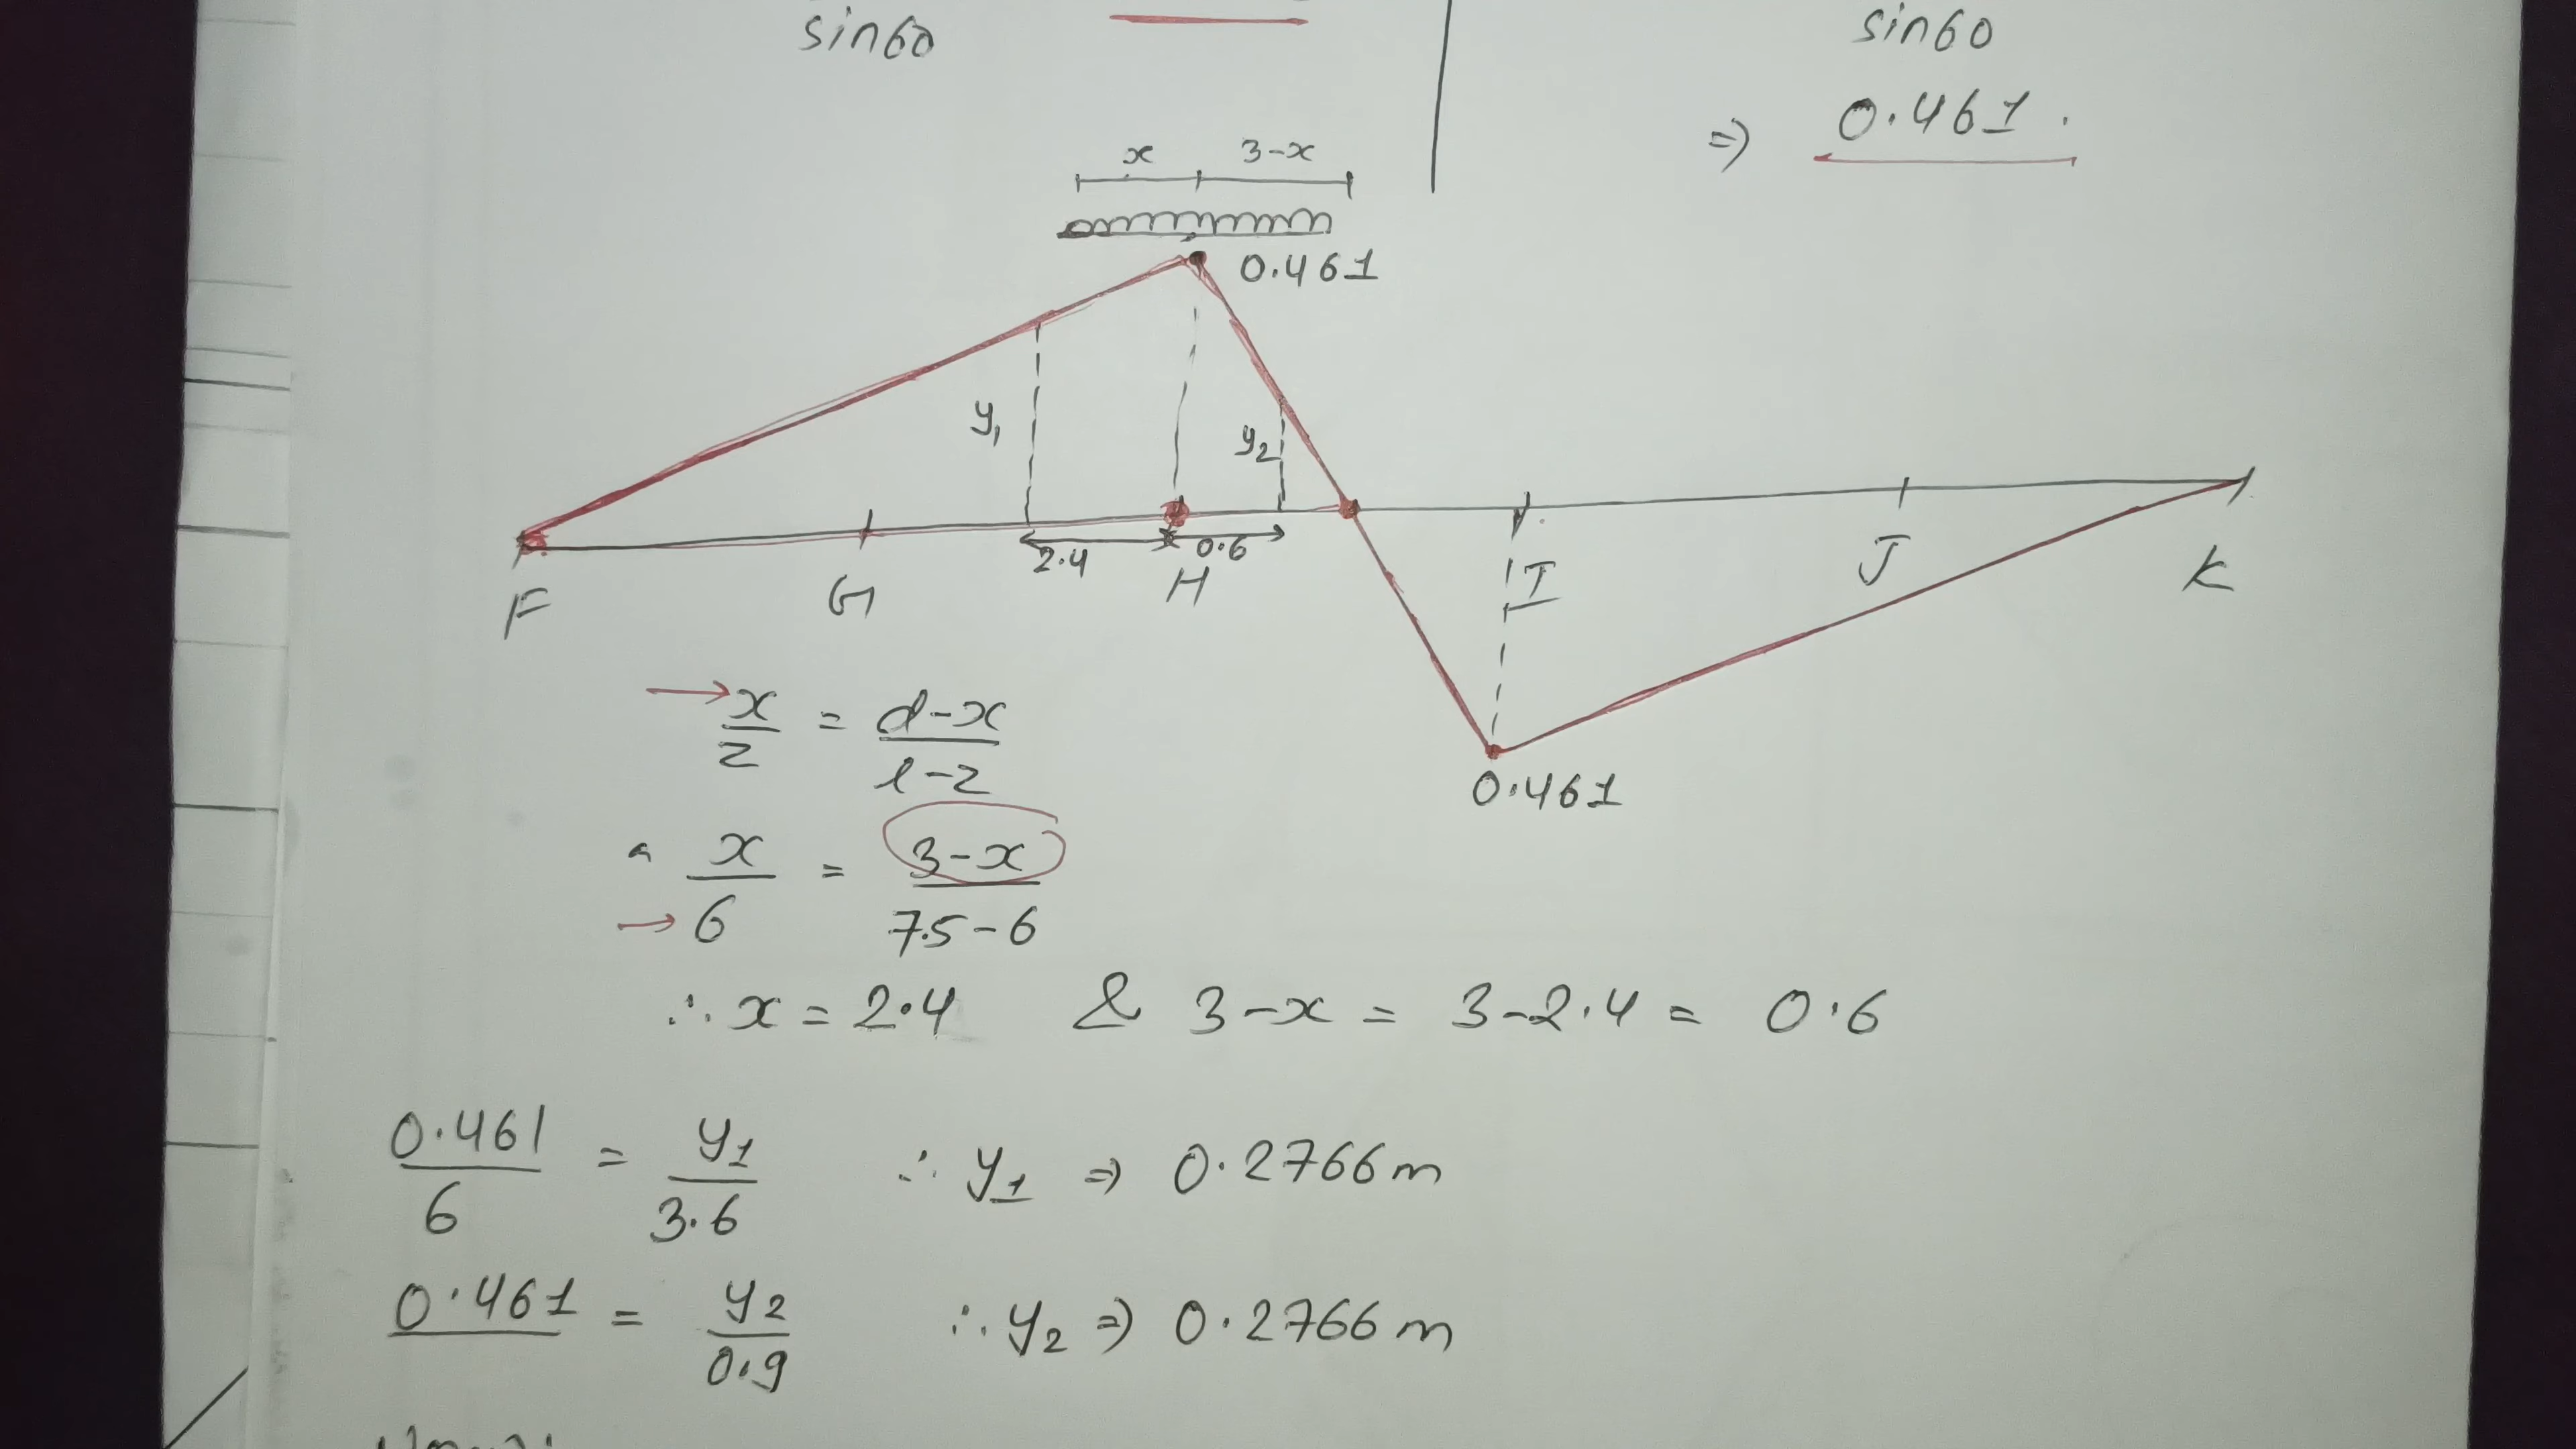 sin60
sin60
⇒ 0.461.
x 3-x
0.461
y₁ y₂
2.4 0.6
F G H I J K
0.461
→ x/z = d-x/l-z
x/6 = 3-x/7.5-6
∴ x = 2.4 & 3-x = 3-2.4 = 0.6
0.461/6 = y1/3.6 ∴ y1 ⇒ 0.2766m
0.461 = y2/0.9 ∴ y2 ⇒ 0.2766m